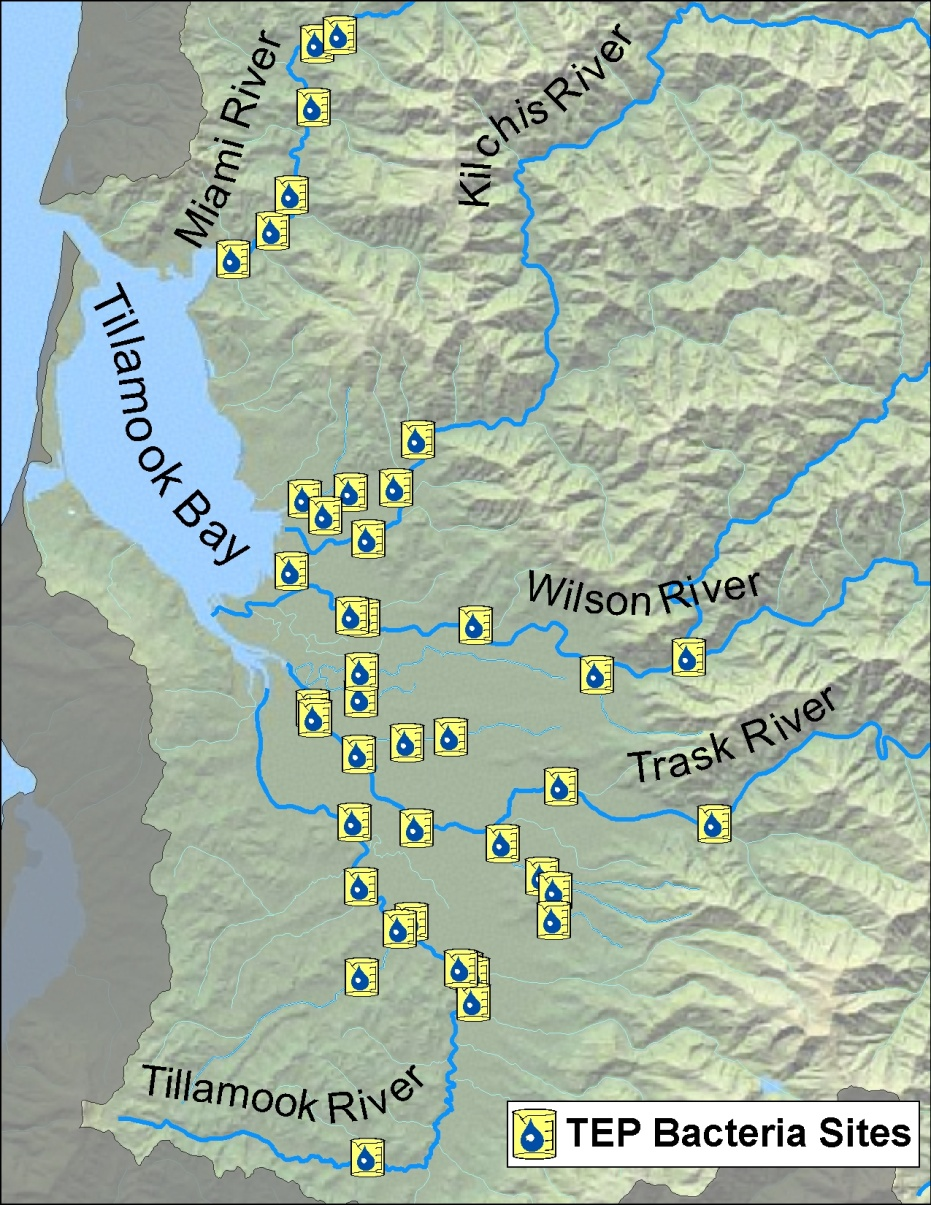 Miami River
Kilchis River
Tillamook Bay
Wilson River
Trask River
Tillamook River
TEP Bacteria Sites